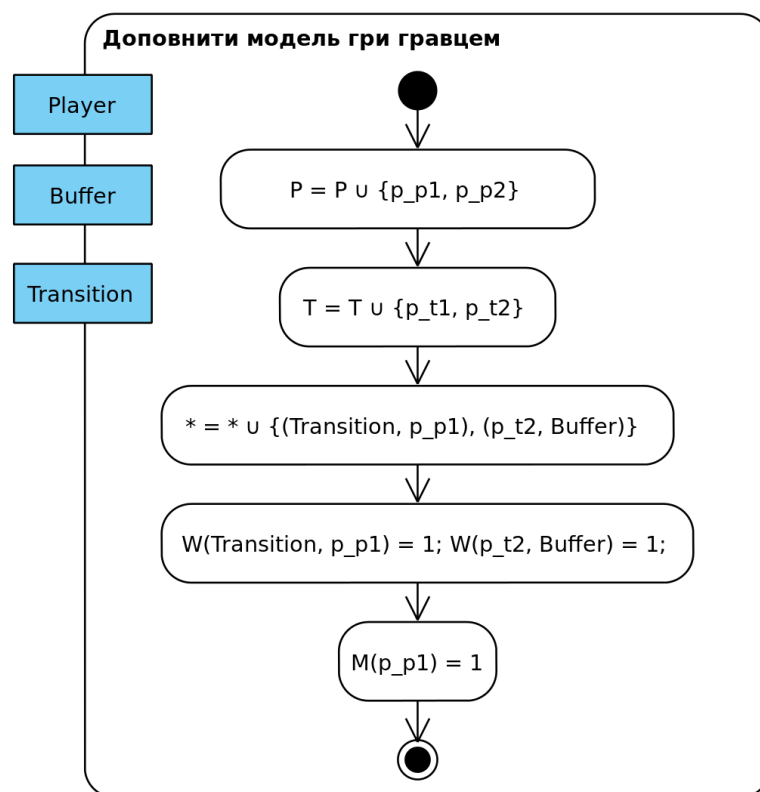 Доповнити модель гри гравцем
Player
Buffer
Transition
P = P ∪ {p_p1, p_p2}
T = T ∪ {p_t1, p_t2}
* = * ∪ {(Transition, p_p1), (p_t2, Buffer)}
W(Transition, p_p1) = 1; W(p_t2, Buffer) = 1;
M(p_p1) = 1